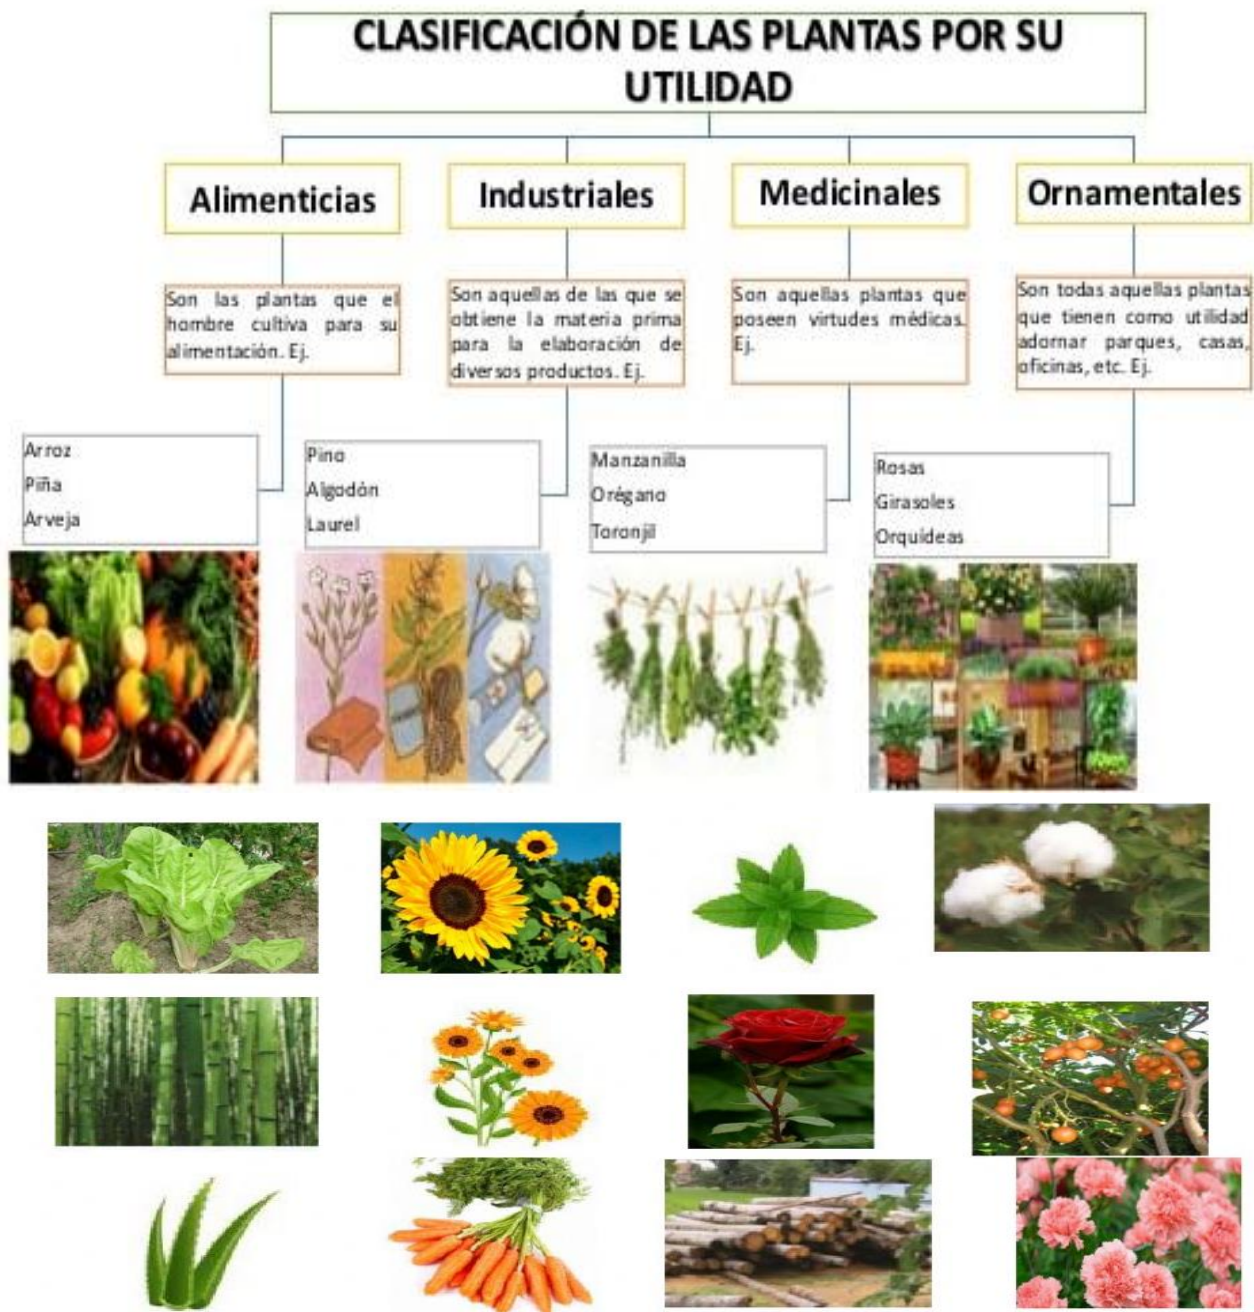 CLASIFICACIÓN DE LAS PLANTAS POR SU
UTILIDAD
Alimenticias
Industriales
Medicinales
Ornamentales
Son las plantas que el
hombre cultiva para su
alimentación. Ej.
Son aquellas de las que se
obtiene la materia prima
para la elaboración de
diversos productos. Ej.
Son aquellas plantas que
poseen virtudes médicas.
Ej.
Son todas aquellas plantas
que tienen como utilidad
adornar parques, casas,
oficinas, etc. Ej.
Arroz
Piña
Arveja
Pino
Algodón
Laurel
Manzanilla
Orégano
Toronjil
Rosas
Girasoles
Orquídeas